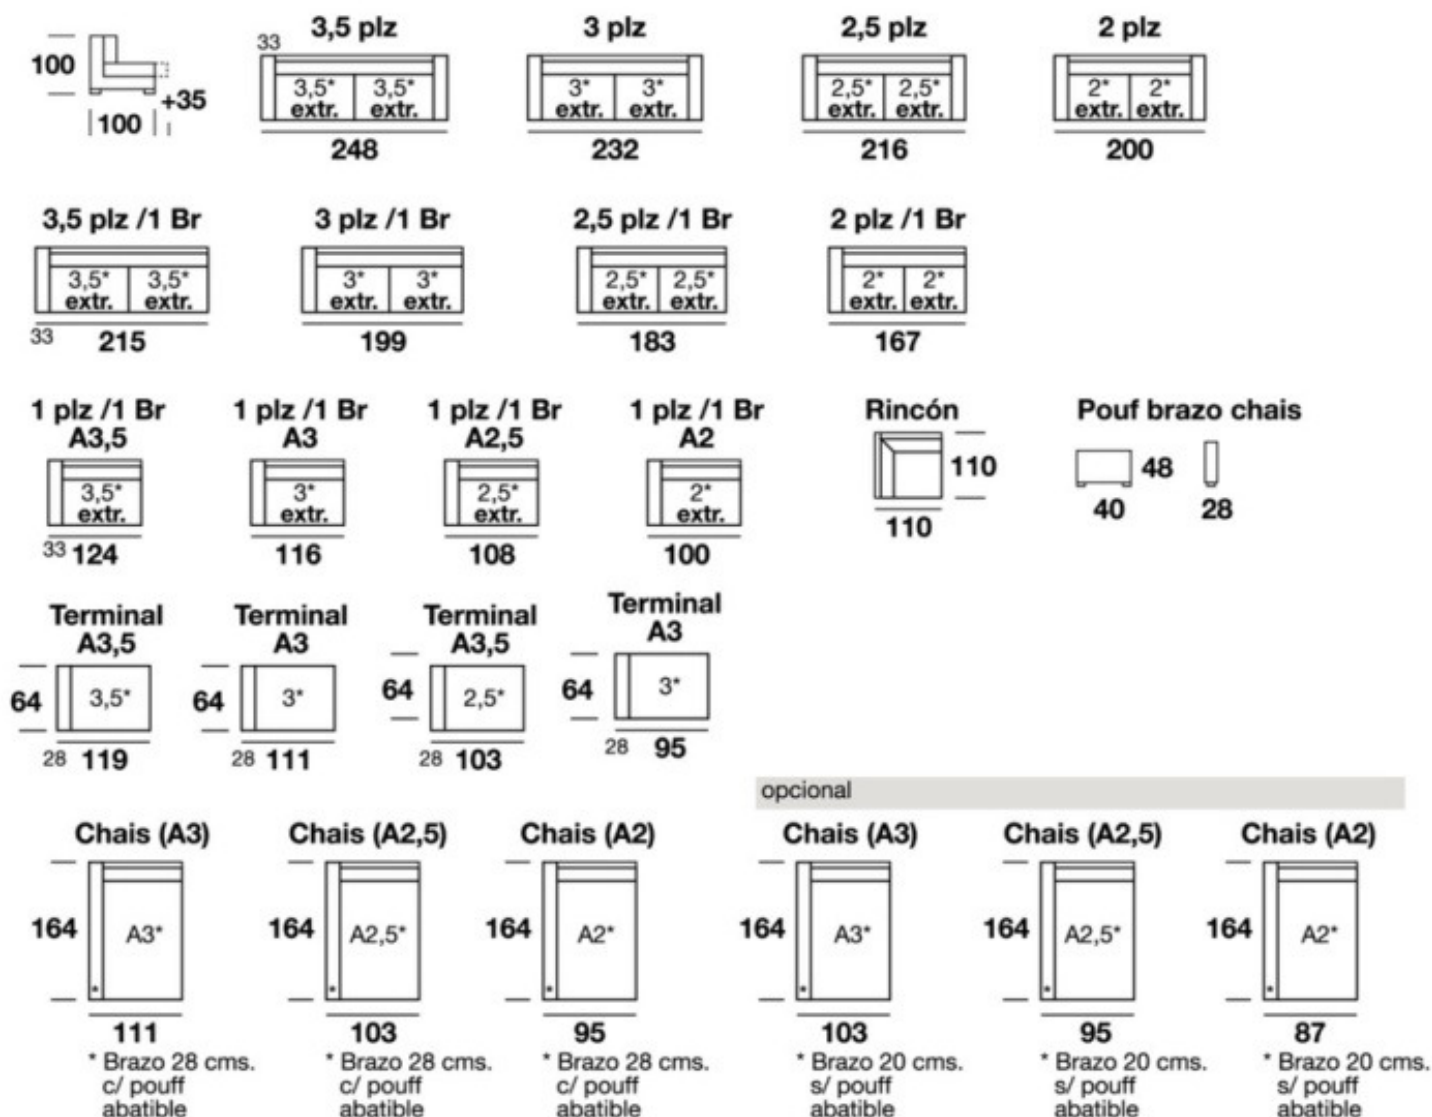 3,5 plz 3 plz 2,5 plz 2 plz
33
100 3,5* 3,5* 3* 3* 2,5* 2,5* 2* 2*
+35 extr. extr. extr. extr. extr. extr. extr. extr.
100 248 232 216 200
3,5 plz /1 Br 3 plz /1 Br 2,5 plz /1 Br 2 plz /1 Br
3,5* 3,5* 3* 3* 2,5* 2,5* 2* 2*
extr. extr. extr. extr. extr. extr. extr. extr.
33 215 199 183 167
1 plz /1 Br 1 plz /1 Br 1 plz /1 Br 1 plz /1 Br Rincón Pouf brazo chais
A3,5 A3 A2,5 A2
3,5* 3* 2,5* 2* 110 48
extr. extr. extr. extr. 40 28
33 124 116 108 100 110
Terminal Terminal Terminal Terminal
A3,5 A3 A3,5 A3
64 3,5* 64 3* 64 2,5* 64 3*
28 119 28 111 28 103 28 95
opcional
Chais (A3) Chais (A2,5) Chais (A2) Chais (A3) Chais (A2,5) Chais (A2)
164 A3* 164 A2,5* 164 A2* 164 A3* 164 A2,5* 164 A2*
* * * * * *
111 103 95 103 95 87
* Brazo 28 cms. * Brazo 28 cms. * Brazo 28 cms. * Brazo 20 cms. * Brazo 20 cms. * Brazo 20 cms.
c/ pouff c/ pouff c/ pouff s/ pouff s/ pouff s/ pouff
abatible abatible abatible abatible abatible abatible